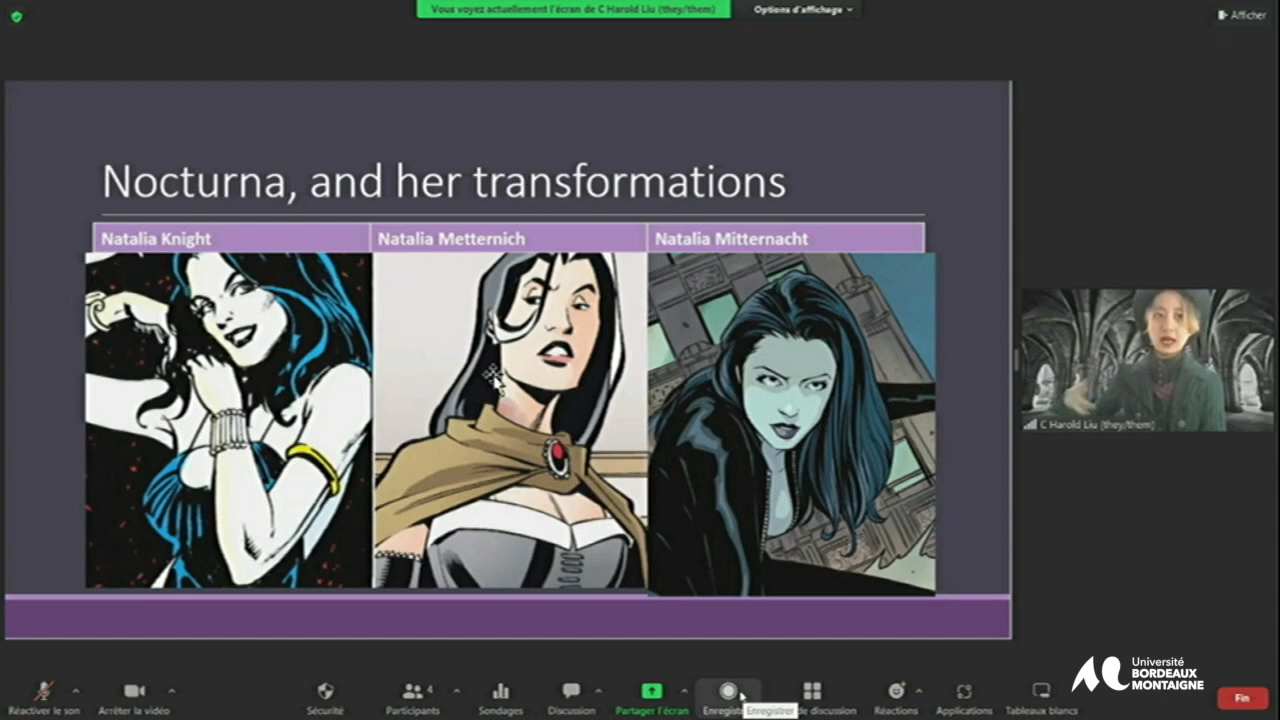 Vous voyez actuellement l'écran de C Harold Liu (they/them)
Options d'affichage
Afficher
Nocturna, and her transformations
Natalia Knight
Natalia Metternich
Natalia Mitternacht
C Harold Liu (they/them)
Université
BORDEAUX
MONTAIGNE
Réactiver le son
Arrêter la vidéo
Sécurité
4
Participants
Sondages
Discussion
Partager l'écran
Enregistrer
de discussion
Réactions
Applications
Tableaux blancs
Fin